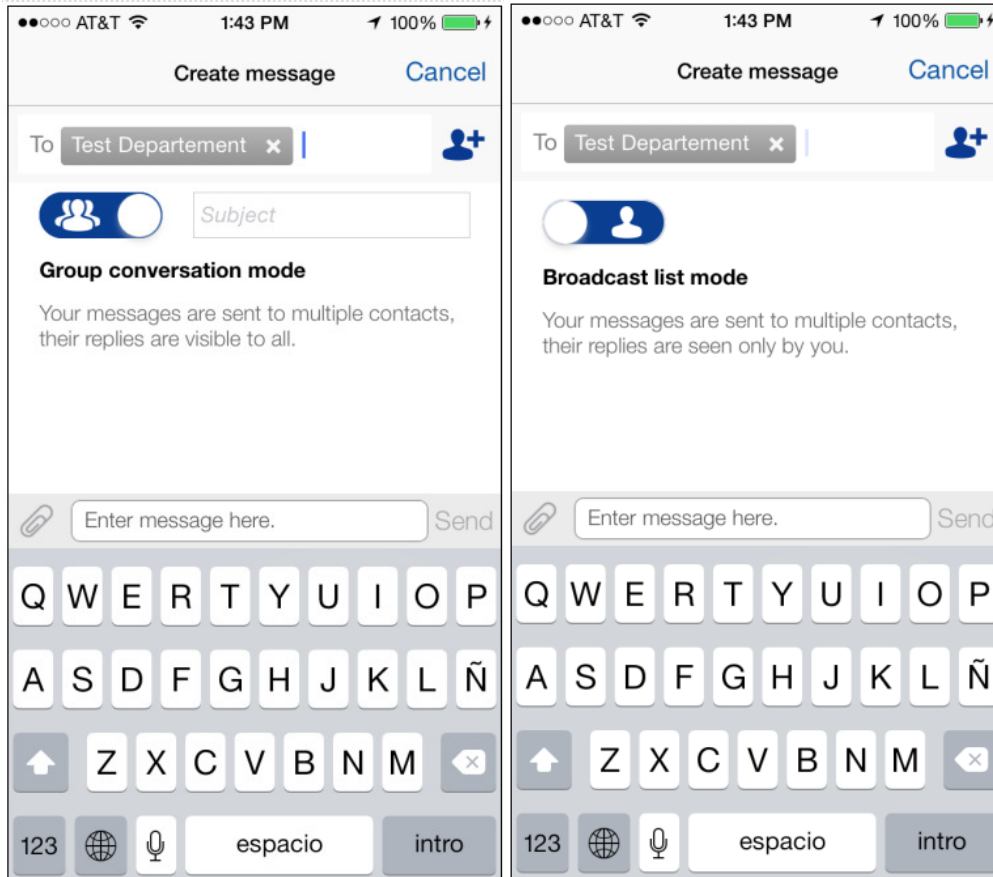 AT&T 1:43 PM 100%
Create message Cancel
To Test Departement ×
Subject
Group conversation mode
Your messages are sent to multiple contacts,
their replies are visible to all.
Enter message here. Send
Q W E R T Y U I O P
A S D F G H J K L Ñ
Z X C V B N M
123 espacio intro
AT&T 1:43 PM 100%
Create message Cancel
To Test Departement ×
Broadcast list mode
Your messages are sent to multiple contacts,
their replies are seen only by you.
Enter message here. Send
Q W E R T Y U I O P
A S D F G H J K L Ñ
Z X C V B N M
123 espacio intro